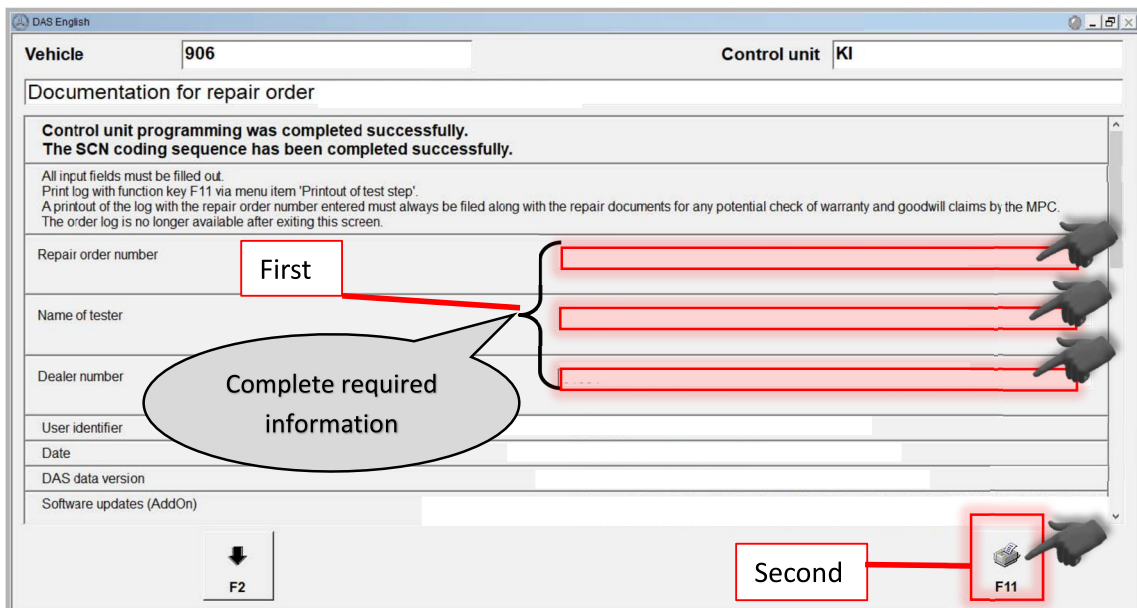 DAS English
Vehicle 906 Control unit KI
Documentation for repair order
Control unit programming was completed successfully.
The SCN coding sequence has been completed successfully.
All input fields must be filled out.
Print log with function key F11 via menu item 'Printout of test step'.
A printout of the log with the repair order number entered must always be filed along with the repair documents for any potential check of warranty and goodwill claims by the MPC.
The order log is no longer available after exiting this screen.
Repair order number
First
Name of tester
Dealer number
Complete required
information
User identifier
Date
DAS data version
Software updates (AddOn)
Second
F2
F11